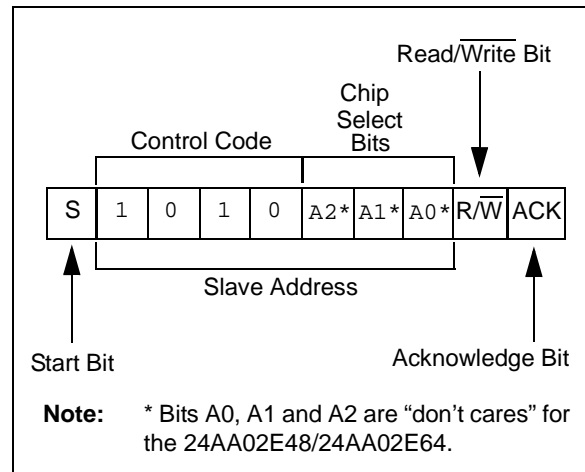 Read/Write Bit
Chip
Select
Bits
Control Code
S 1 0 1 0 A2* A1* A0* R/W ACK
Slave Address
Start Bit
Acknowledge Bit
Note: * Bits A0, A1 and A2 are “don’t cares” for
the 24AA02E48/24AA02E64.